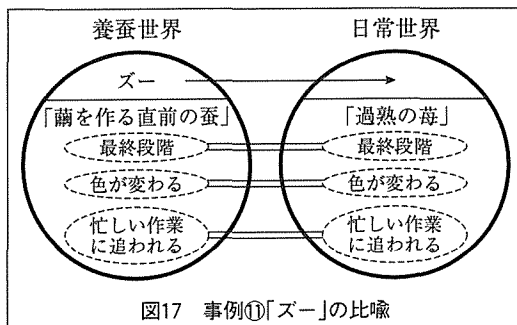 養蚕世界
日常世界
ズー
「繭を作る直前の蚕」
「過熟の苺」
最終段階
最終段階
色が変わる
色が変わる
忙しい作業
に追われる
忙しい作業
に追われる
図17 事例⑪「ズー」の比喩